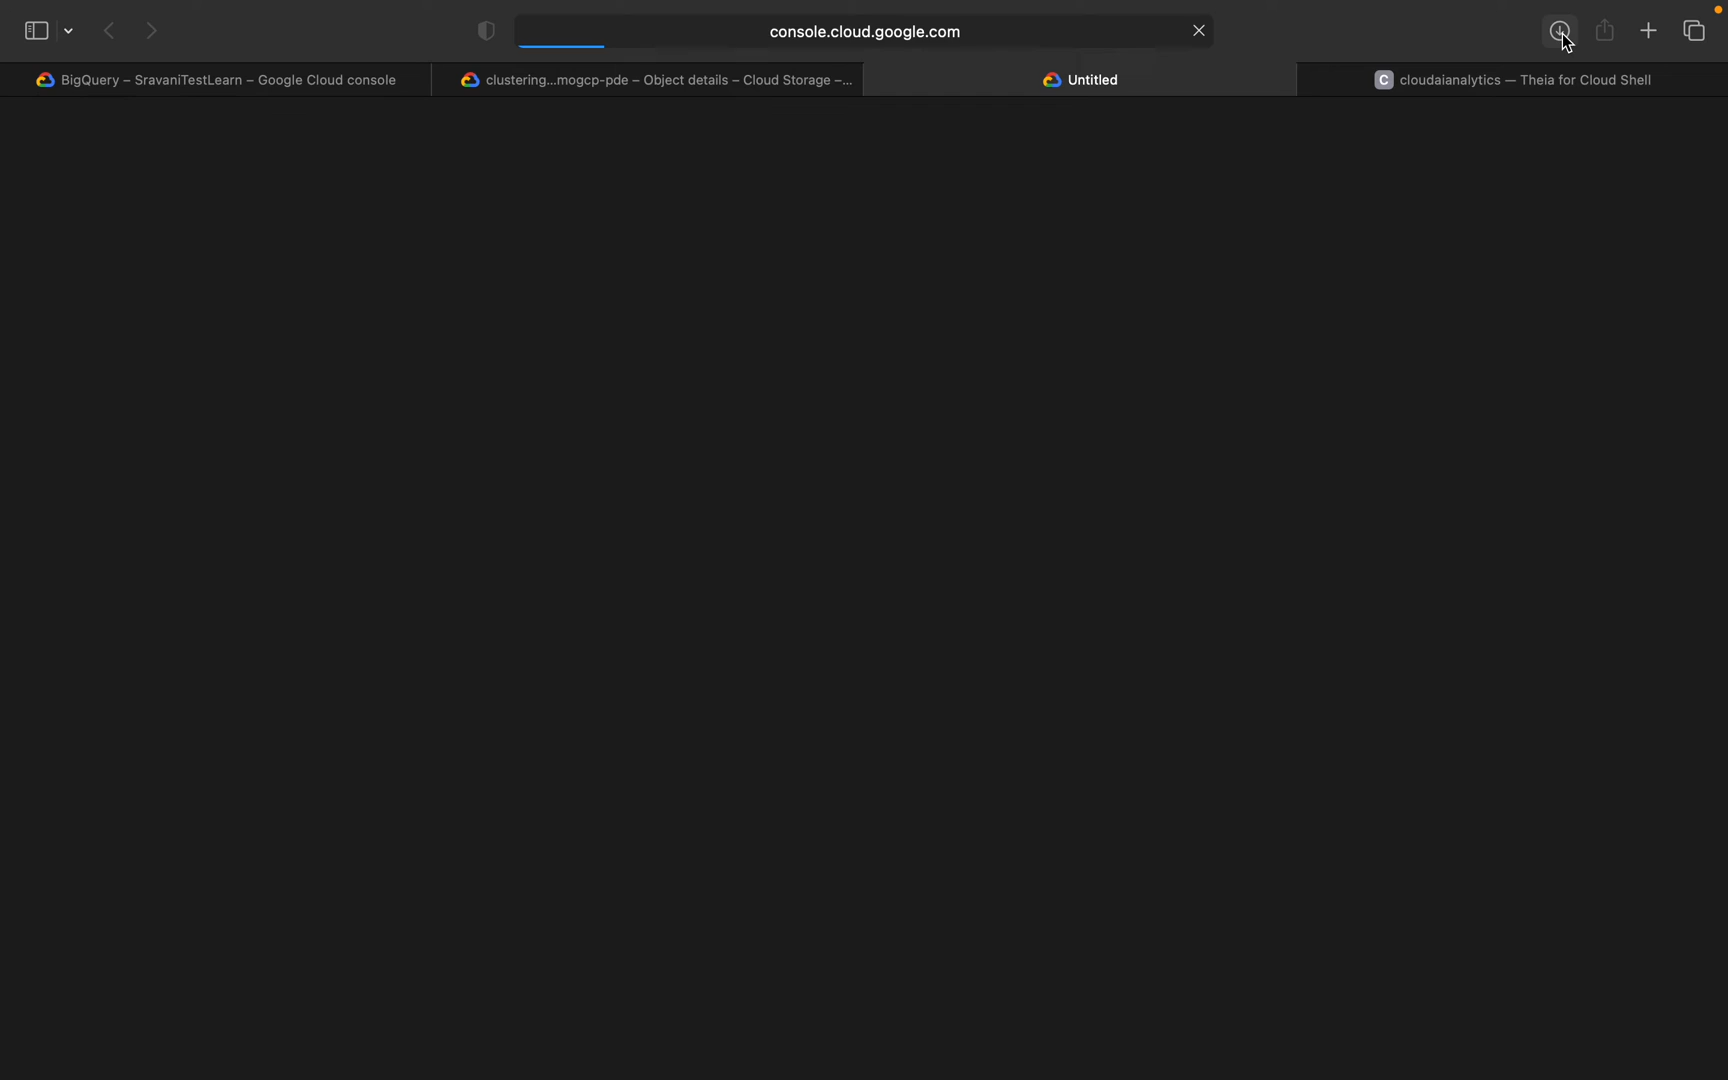 console.cloud.google.com
BigQuery – SravaniTestLearn – Google Cloud console
clustering...mogcp-pde – Object details – Cloud Storage –...
Untitled
C cloudaianalytics — Theia for Cloud Shell